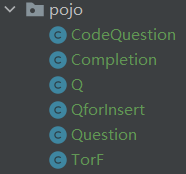 pojo
CodeQuestion
Completion
Q
QforInsert
Question
TorF